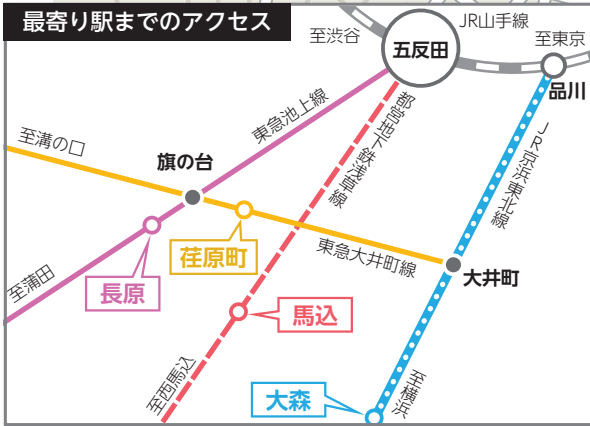 最寄り駅までのアクセス
至渋谷
JR山手線
至東京
五反田
品川
東急池上線
都営地下鉄浅草線
JR京浜東北線
至溝の口
旗の台
荏原町
東急大井町線
長原
大井町
至蒲田
馬込
至西馬込
大森
至横浜